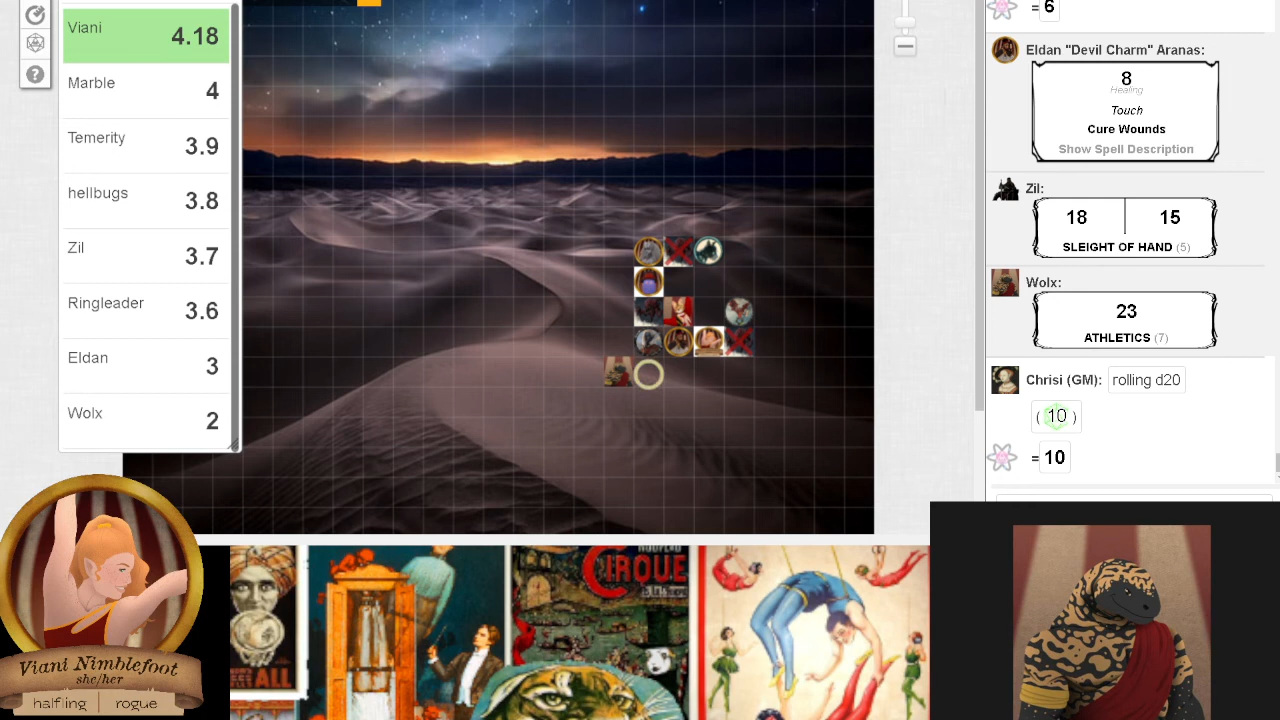 Viani
4.18
Marble
4
Temerity
3.9
hellbugs
3.8
Zil
3.7
Ringleader
3.6
Eldan
3
Wolx
2
= 6
Eldan "Devil Charm" Aranas:
8
Healing
Touch
Cure Wounds
Show Spell Description
Zil:
18 15
SLEIGHT OF HAND (5)
Wolx:
23
ATHLETICS (7)
Chrisi (GM): rolling d20
( 10 )
= 10
Viani Nimblefoot
she/her
halfling rogue
ALL
CIRQUE